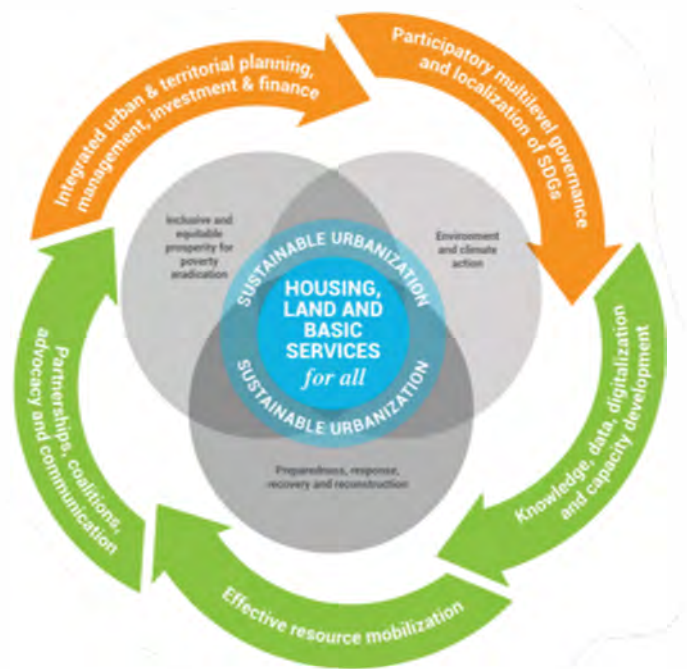 Integrated urban & territorial planning,
management, investment & finance
Participatory multilevel governance
and localization of SDGs
Knowledge, data, digitalization
and capacity development
Effective resource mobilization
Partnerships, coalitions,
advocacy and communication
Inclusive and
equitable
prosperity for
poverty
eradication
Environment
and climate
action
Preparedness, response,
recovery and reconstruction
SUSTAINABLE URBANIZATION
HOUSING,
LAND AND
BASIC
SERVICES
for all
SUSTAINABLE URBANIZATION